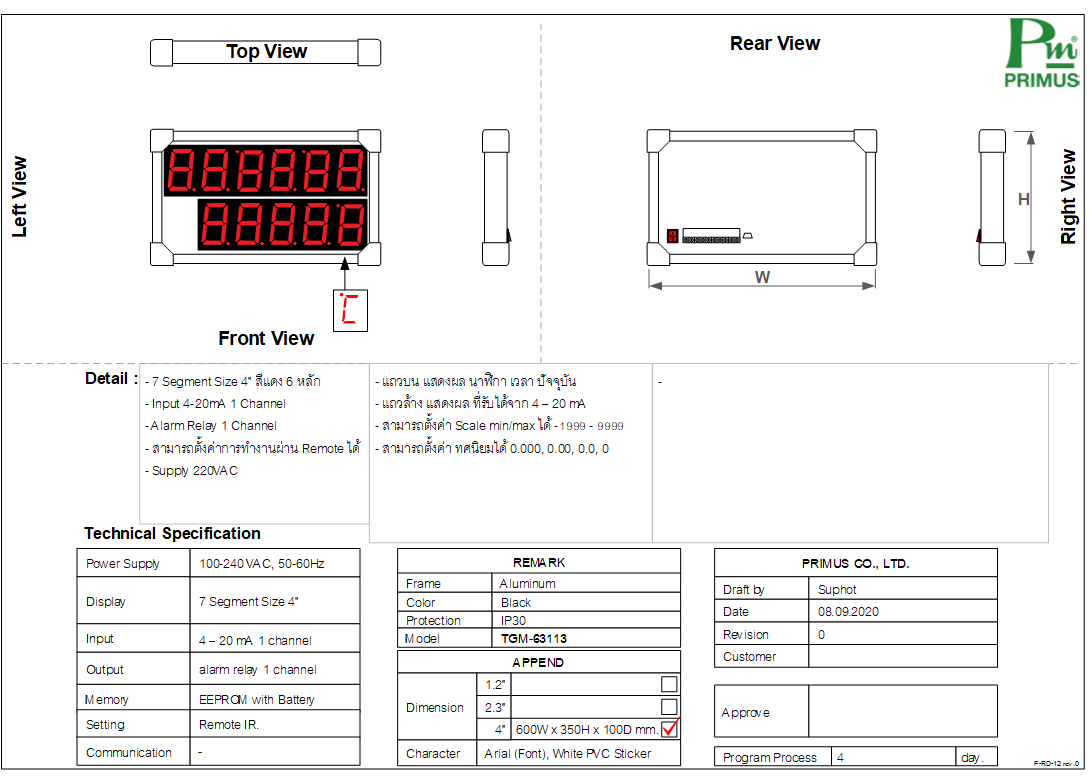 Top View
Rear View
Pm®
PRIMUS
Left View
Right View
H
W
°C
Front View
Detail :
- 7 Segment Size 4" สีแดง 6 หลัก
- Input 4-20mA 1 Channel
- Alarm Relay 1 Channel
- สามารถตั้งค่าการทำงานผ่าน Remote ได้
- Supply 220VAC
- แถวบน แสดงผล นาฬิกา เวลา ปัจจุบัน
- แถวล้าง แสดงผล ที่รับได้จาก 4 – 20 mA
- สามารถตั้งค่า Scale min/max ได้ -1999 - 9999
- สามารถตั้งค่า ทศนิยมได้ 0.000, 0.00, 0.0, 0
-
Technical Specification
Power Supply 100-240VAC, 50-60Hz
Display 7 Segment Size 4"
Input 4 – 20 mA 1 channel
Output alarm relay 1 channel
Memory EEPROM with Battery
Setting Remote IR.
Communication -
REMARK
Frame Aluminum
Color Black
Protection IP30
Model TGM-63113
APPEND
Dimension
1.2"
2.3"
4" 600W x 350H x 100D mm.
Character Arial (Font), White PVC Sticker
PRIMUS CO., LTD.
Draft by Suphot
Date 08.09.2020
Revision 0
Customer
Approve
Program Process 4 day.
F-RD-12 rev.0